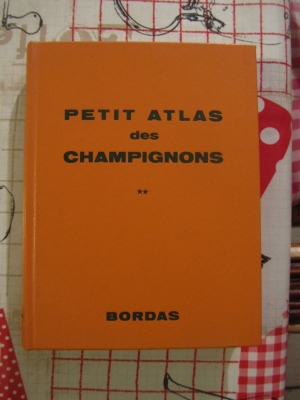 PETIT ATLAS
des
CHAMPIGNONS
**
BORDAS